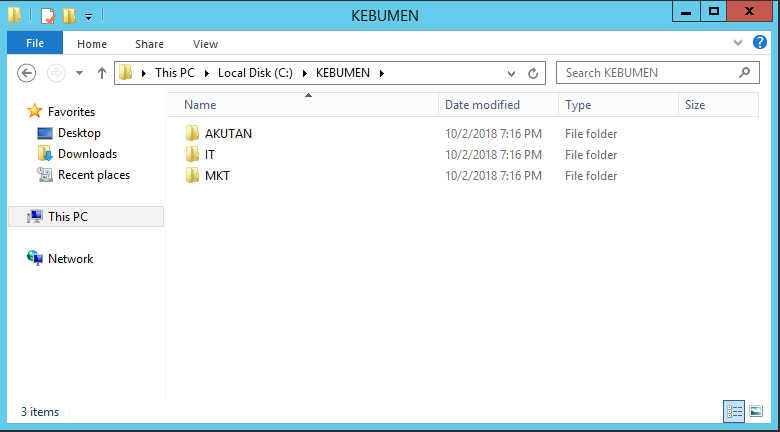 KEBUMEN
File Home Share View
This PC Local Disk (C:) KEBUMEN Search KEBUMEN
Name Date modified Type Size
Favorites
Desktop
Downloads
Recent places
This PC
Network
AKUTAN 10/2/2018 7:16 PM File folder
IT 10/2/2018 7:16 PM File folder
MKT 10/2/2018 7:16 PM File folder
3 items